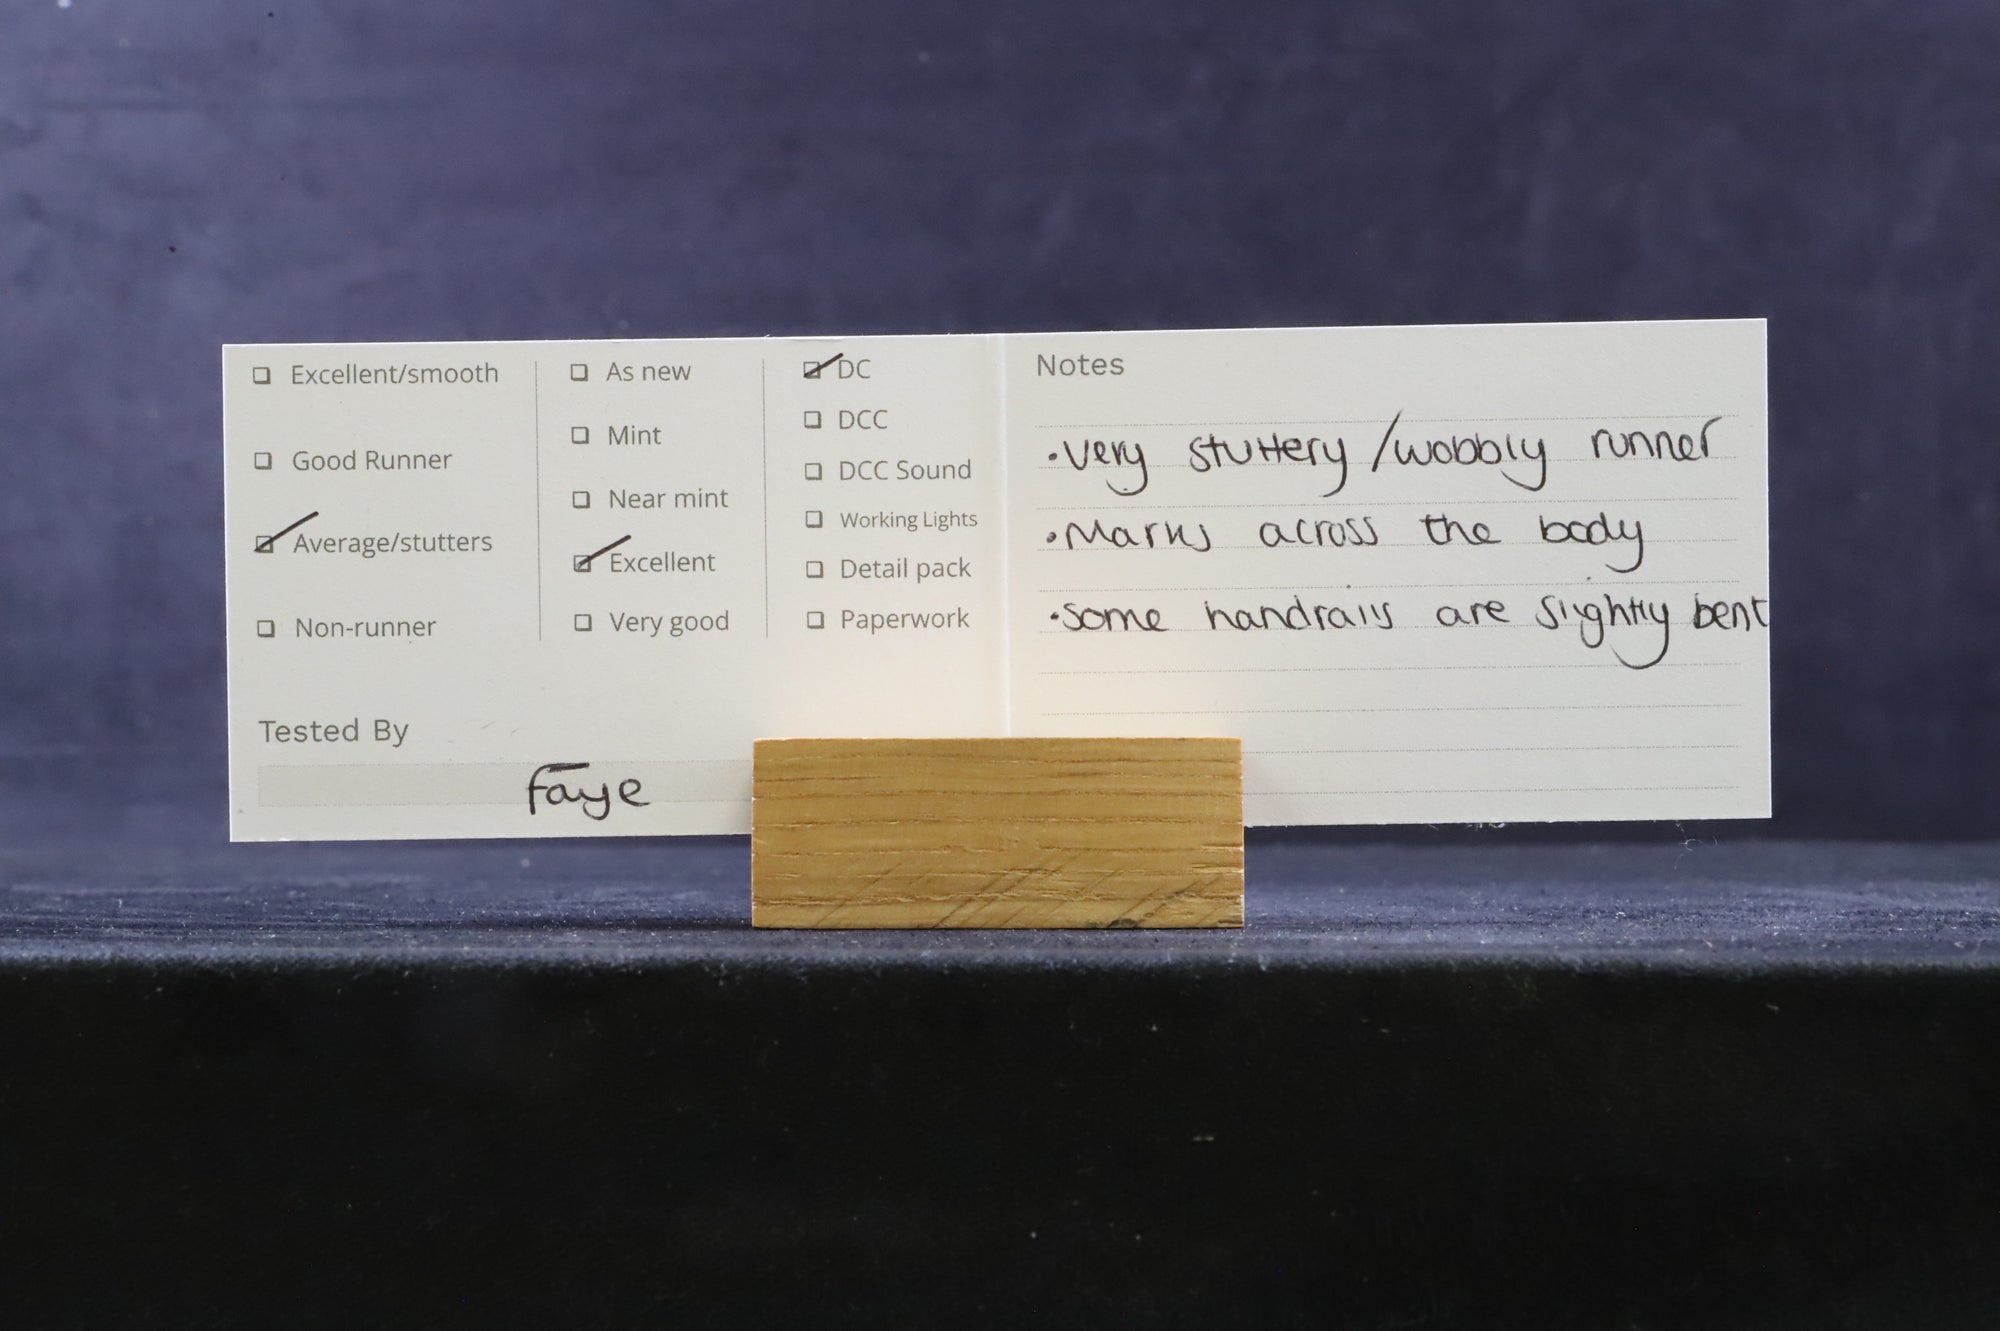 Excellent/smooth
Good Runner
Average/stutters
Non-runner
As new
Mint
Near mint
Excellent
Very good
DC
DCC
DCC Sound
Working Lights
Detail pack
Paperwork
Tested By
Faye
Notes
•Very stuttery/wobbly runner
•Marks across the body
•some handrails are slightly bent